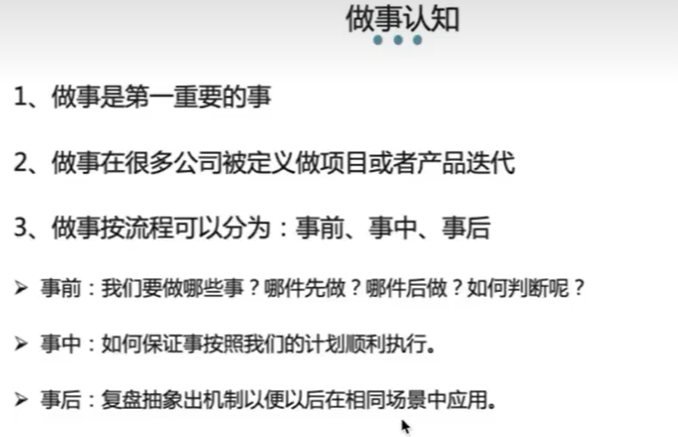 做事认知
1、做事是第一重要的事
2、做事在很多公司被定义做项目或者产品迭代
3、做事按流程可以分为：事前、事中、事后
➢ 事前：我们要做哪些事？哪件先做？哪件后做？如何判断呢？
➢ 事中：如何保证事按照我们的计划顺利执行。
➢ 事后：复盘抽象出机制以便以后在相同场景中应用。